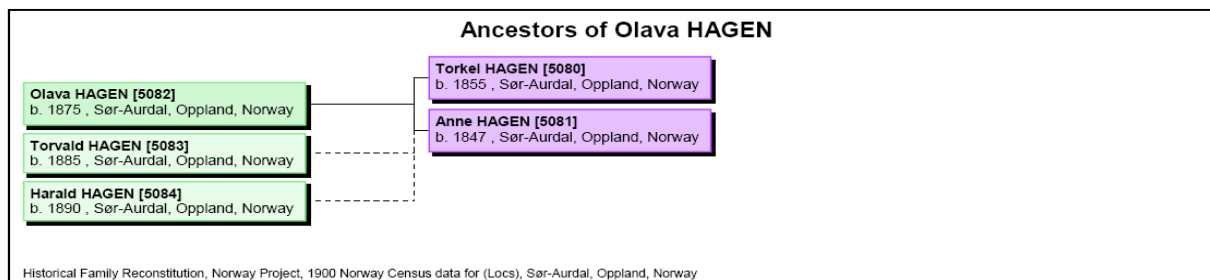 Ancestors of Olava HAGEN
Olava HAGEN [5082]
b. 1875 , Sør-Aurdal, Oppland, Norway
Torvald HAGEN [5083]
b. 1885 , Sør-Aurdal, Oppland, Norway
Harald HAGEN [5084]
b. 1890 , Sør-Aurdal, Oppland, Norway
Torkel HAGEN [5080]
b. 1855 , Sør-Aurdal, Oppland, Norway
Anne HAGEN [5081]
b. 1847 , Sør-Aurdal, Oppland, Norway
Historical Family Reconstitution, Norway Project, 1900 Norway Census data for (Locs), Sør-Aurdal, Oppland, Norway